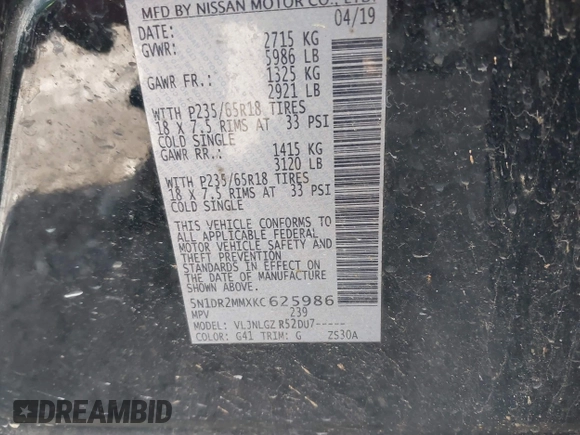 MFD BY NISSAN MOTOR CO., LTD.
DATE: 04/19
GVWR: 2715 KG
5986 LB
GAWR FR.: 1325 KG
2921 LB
WITH P235/65R18 TIRES
18 X 7.5 RIMS AT 33 PSI
COLD SINGLE
GAWR RR.: 1415 KG
3120 LB
WITH P235/65R18 TIRES
18 X 7.5 RIMS AT 33 PSI
COLD SINGLE
THIS VEHICLE CONFORMS TO
ALL APPLICABLE FEDERAL
MOTOR VEHICLE SAFETY AND
THEFT PREVENTION
STANDARDS IN EFFECT ON
THE DATE OF MANUFACTURE
SHOWN ABOVE.
5N1DR2MMXKC625986
MPV 239
MODEL: VLJNLGZ R52DU7-----
COLOR: G41 TRIM: G ZS30A
DREAMBID